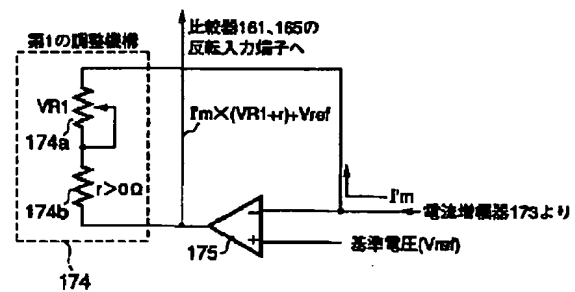 比較器161、165の
反転入力端子へ
第1の調整機構
VR1
174a
I'm×(VR1+r)+Vref
r>0Ω
174b
I'm
電流増幅器173より
175
基準電圧(Vref)
174